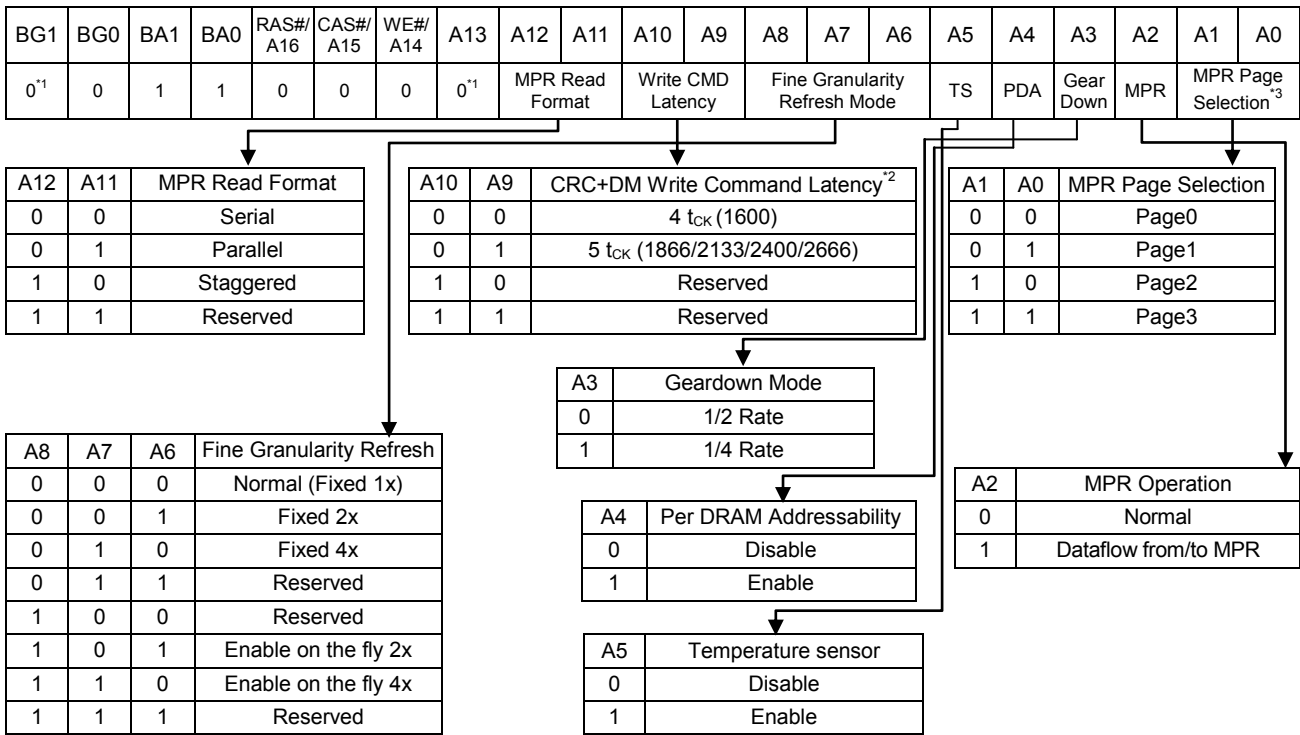 BG1 BG0 BA1 BA0 RAS#/A16 CAS#/A15 WE#/A14 A13 A12 A11 A10 A9 A8 A7 A6 A5 A4 A3 A2 A1 A0
0*1 0 1 1 0 0 0 0*1 MPR Read Format Write CMD Latency Fine Granularity Refresh Mode TS PDA Gear Down MPR MPR Page Selection*3
A12 A11 MPR Read Format
0 0 Serial
0 1 Parallel
1 0 Staggered
1 1 Reserved
A10 A9 CRC+DM Write Command Latency*2
0 0 4 tCK (1600)
0 1 5 tCK (1866/2133/2400/2666)
1 0 Reserved
1 1 Reserved
A1 A0 MPR Page Selection
0 0 Page0
0 1 Page1
1 0 Page2
1 1 Page3
A3 Geardown Mode
0 1/2 Rate
1 1/4 Rate
A8 A7 A6 Fine Granularity Refresh
0 0 0 Normal (Fixed 1x)
0 0 1 Fixed 2x
0 1 0 Fixed 4x
0 1 1 Reserved
1 0 0 Reserved
1 0 1 Enable on the fly 2x
1 1 0 Enable on the fly 4x
1 1 1 Reserved
A4 Per DRAM Addressability
0 Disable
1 Enable
A2 MPR Operation
0 Normal
1 Dataflow from/to MPR
A5 Temperature sensor
0 Disable
1 Enable